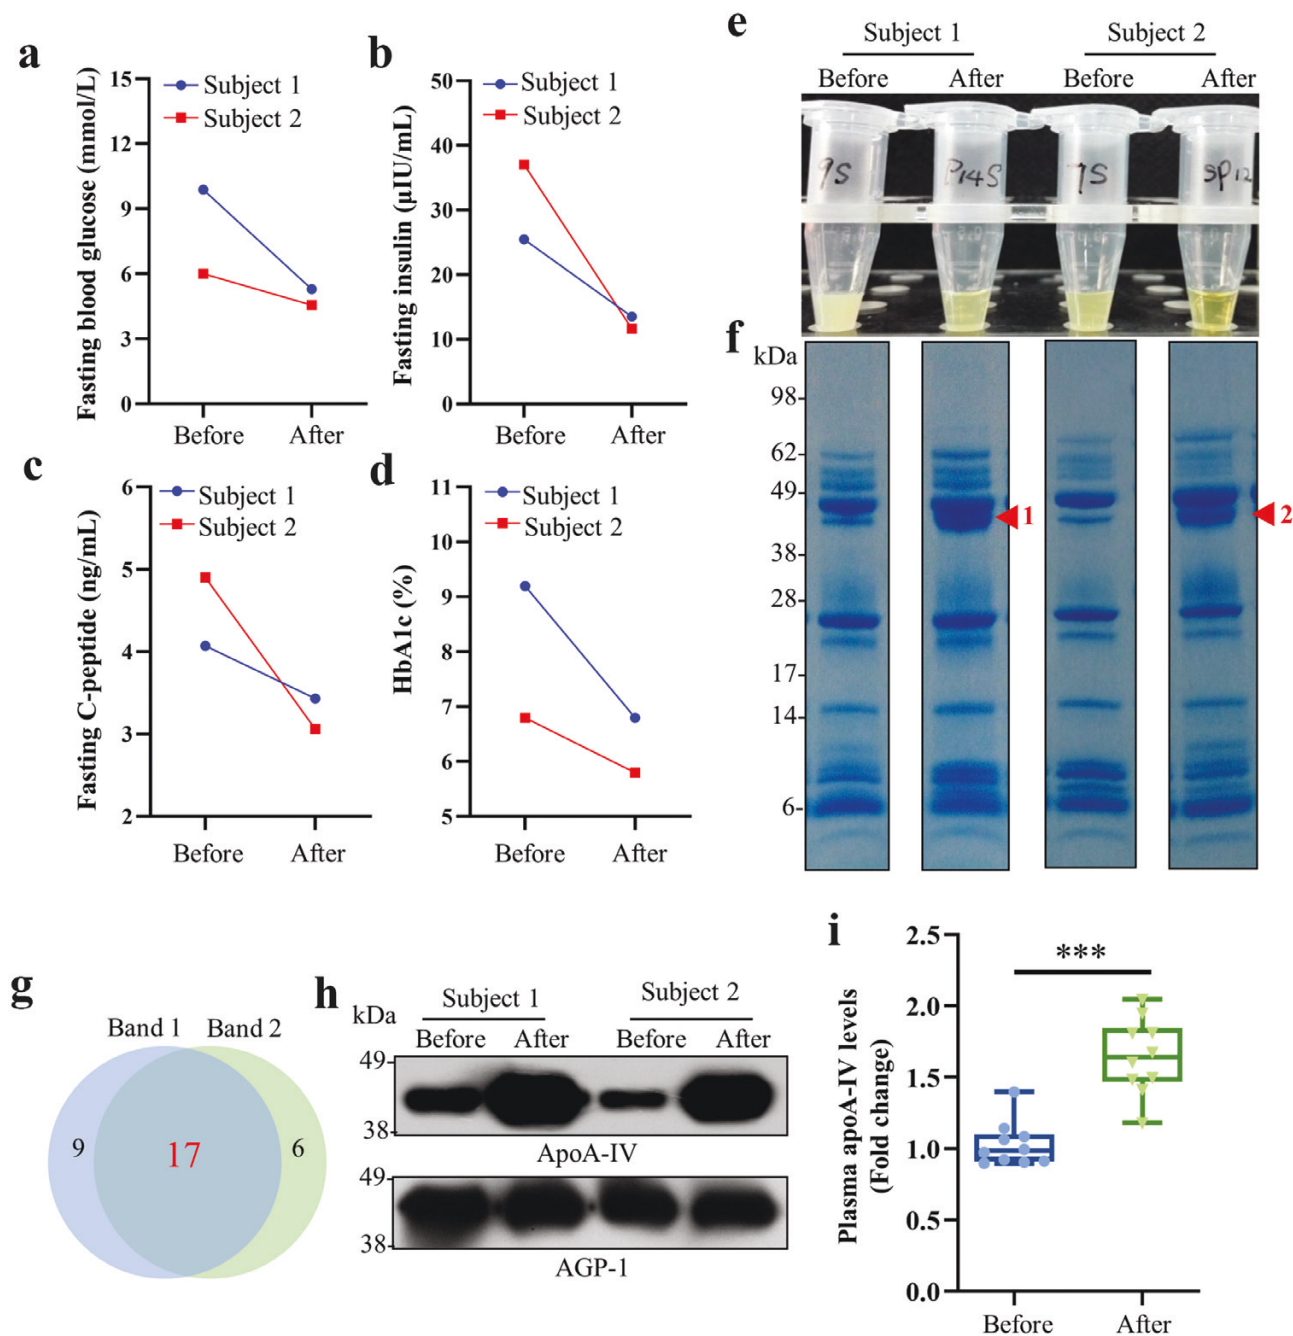 a
Fasting blood glucose (mmol/L)
15
12
9
6
3
0
Subject 1
Subject 2
Before
After
b
Fasting insulin (µIU/mL)
50
40
30
20
10
0
Subject 1
Subject 2
Before
After
c
Fasting C-peptide (ng/mL)
6
5
4
3
2
Subject 1
Subject 2
Before
After
d
HbA1c (%)
11
10
9
8
7
6
5
Subject 1
Subject 2
Before
After
e
Subject 1
Subject 2
Before
After
Before
After
9S
P14S
7S
SP12
f
kDa
98
62
49
38
28
17
14
6
1
2
g
Band 1
Band 2
9
17
6
h
Subject 1
Subject 2
kDa
Before
After
Before
After
49
38
ApoA-IV
49
38
AGP-1
i
Plasma apoA-IV levels
(Fold change)
2.5
2.0
1.5
1.0
0.5
0.0
***
Before
After